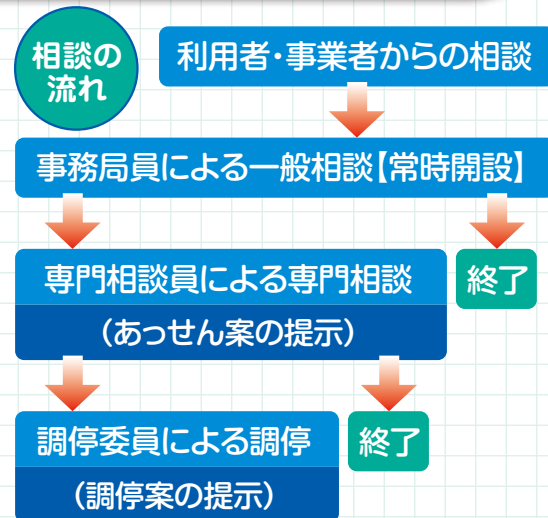 相談の
流れ
利用者・事業者からの相談
事務局員による一般相談【常時開設】
専門相談員による専門相談
終了
（あっせん案の提示）
調停委員による調停
終了
（調停案の提示）